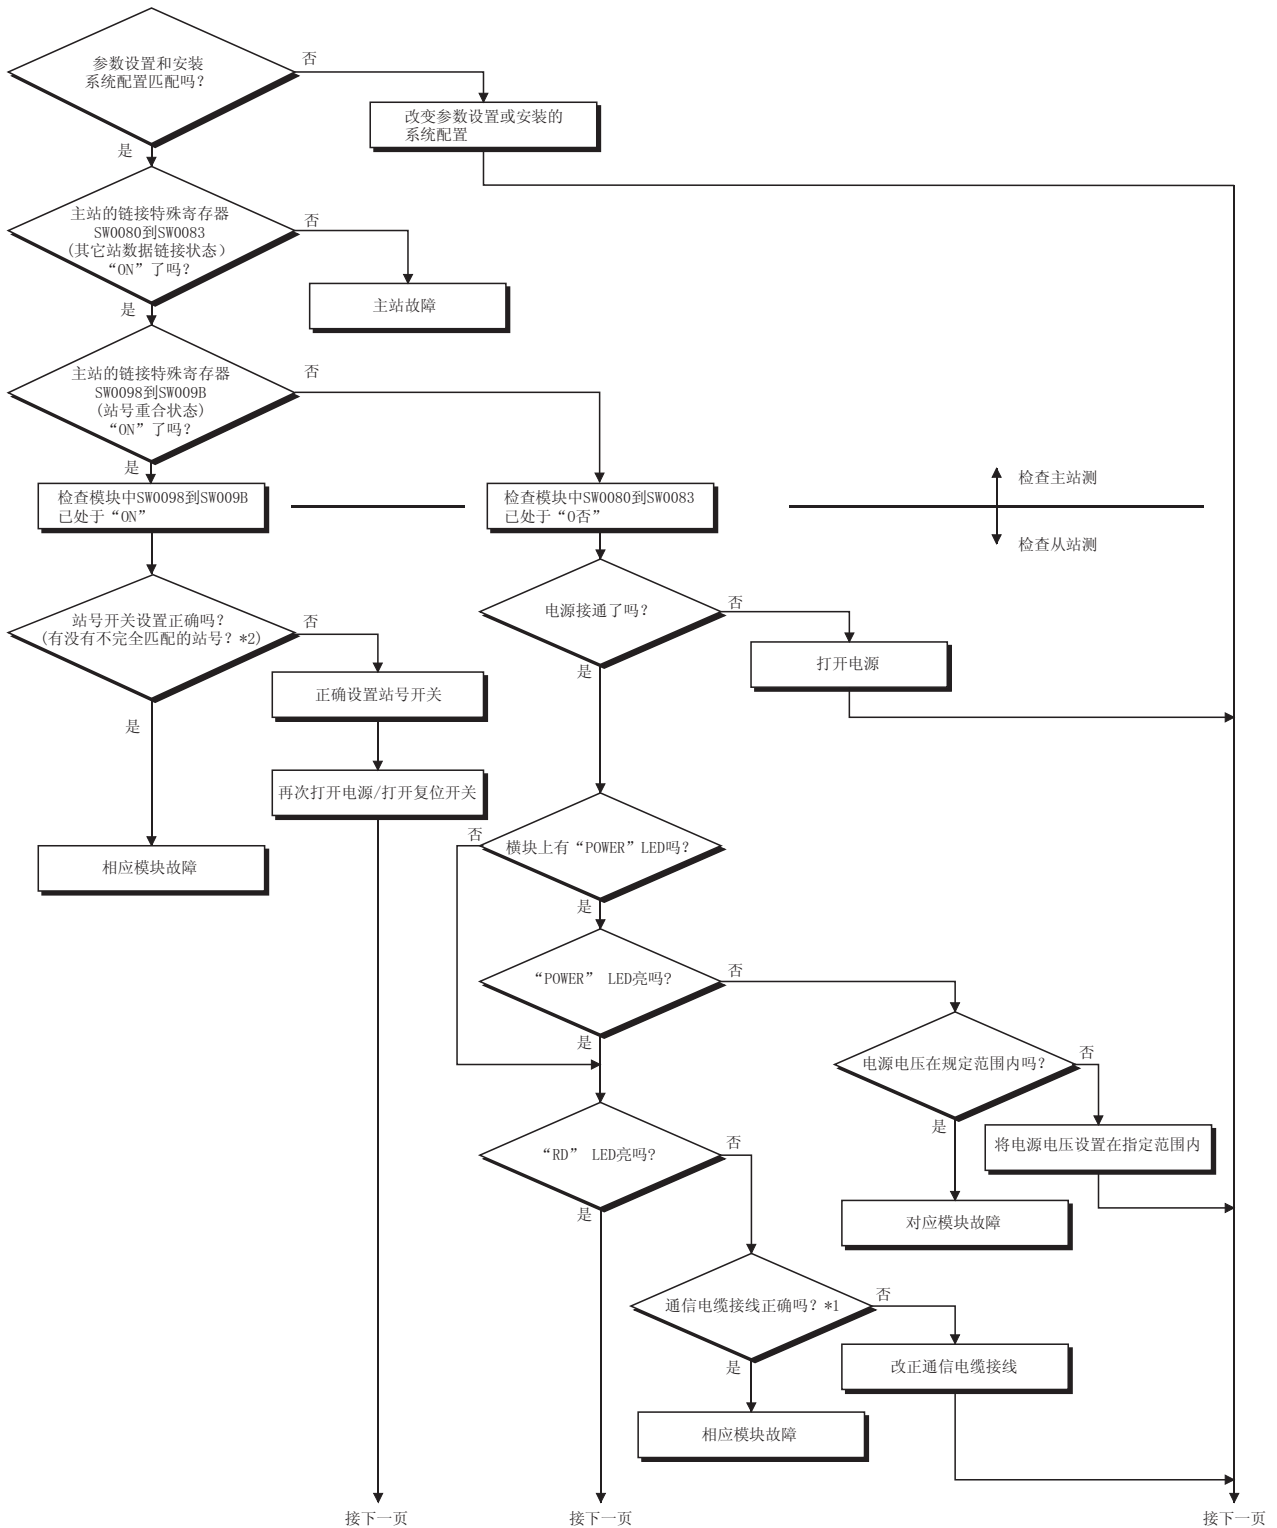 参数设置和安装
系统配置匹配吗？
否
改变参数设置或安装的
系统配置
是
主站的链接特殊寄存器
SW0080到SW0083
(其它站数据链接状态)
“ON”了吗？
否
主站故障
是
主站的链接特殊寄存器
SW0098到SW009B
(站号重合状态)
“ON”了吗？
否
是
检查模块中SW0098到SW009B
已处于“ON”
检查模块中SW0080到SW0083
已处于“O否”
检查主站测
检查从站测
站号开关设置正确吗？
(有没有不完全匹配的站号？*2)
否
正确设置站号开关
再次打开电源/打开复位开关
是
相应模块故障
电源接通了吗？
否
打开电源
是
横块上有“POWER”LED吗？
否
是
“POWER” LED亮吗?
否
是
电源电压在规定范围内吗？
否
将电源电压设置在指定范围内
是
对应模块故障
“RD” LED亮吗?
否
是
通信电缆接线正确吗？*1
否
改正通信电缆接线
是
相应模块故障
接下一页
接下一页
接下一页